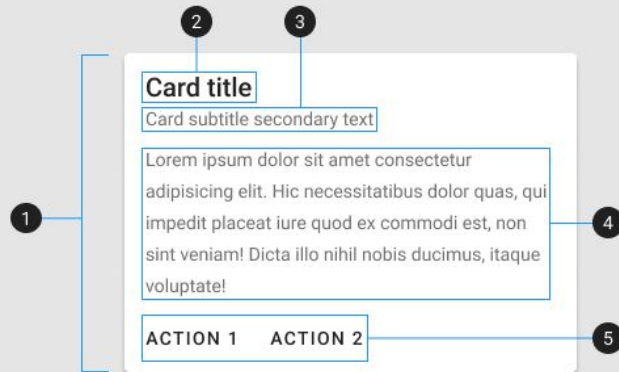 2
3
Card title
Card subtitle secondary text
Lorem ipsum dolor sit amet consectetur
adipisicing elit. Hic necessitatibus dolor quas, qui
1
impedit placeat iure quod ex commodi est, non
4
sint veniam! Dicta illo nihil nobis ducimus, itaque
voluptate!
ACTION 1 ACTION 2
5